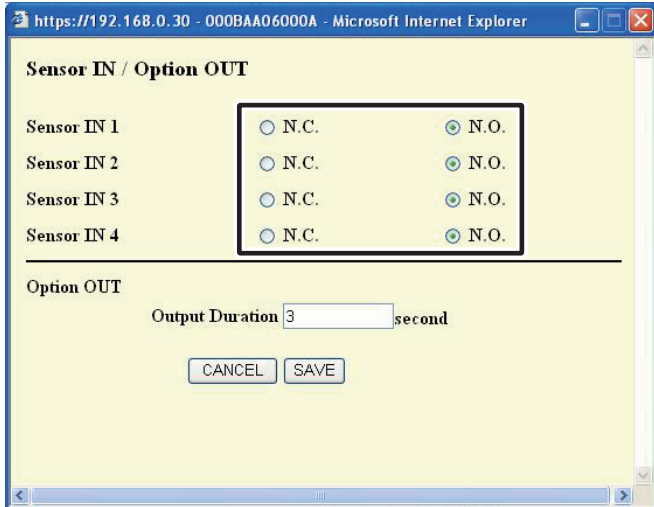 https://192.168.0.30 - 000BAA06000A - Microsoft Internet Explorer
Sensor IN / Option OUT
Sensor IN 1 N.C. N.O.
Sensor IN 2 N.C. N.O.
Sensor IN 3 N.C. N.O.
Sensor IN 4 N.C. N.O.
Option OUT
Output Duration 3 second
CANCEL SAVE